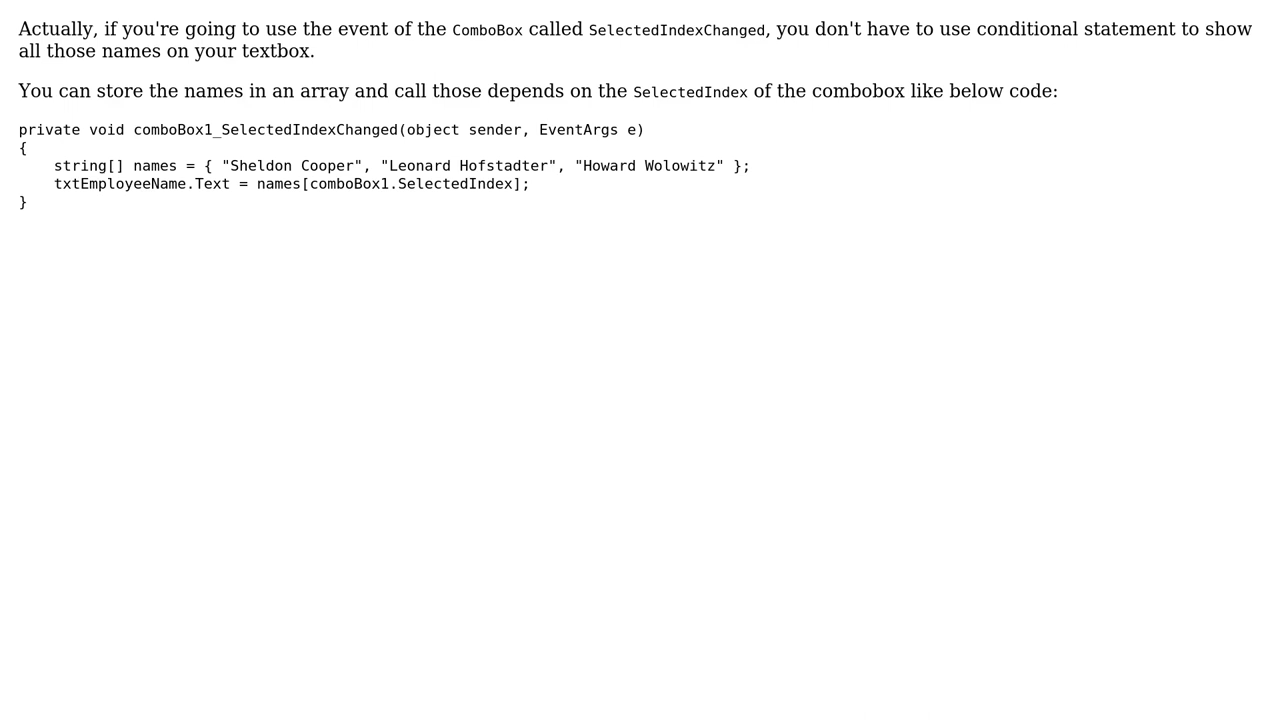 Actually, if you're going to use the event of the ComboBox called SelectedIndexChanged, you don't have to use conditional statement to show
all those names on your textbox.
You can store the names in an array and call those depends on the SelectedIndex of the combobox like below code:
private void comboBox1_SelectedIndexChanged(object sender, EventArgs e)
{
    string[] names = { "Sheldon Cooper", "Leonard Hofstadter", "Howard Wolowitz" };
    txtEmployeeName.Text = names[comboBox1.SelectedIndex];
}